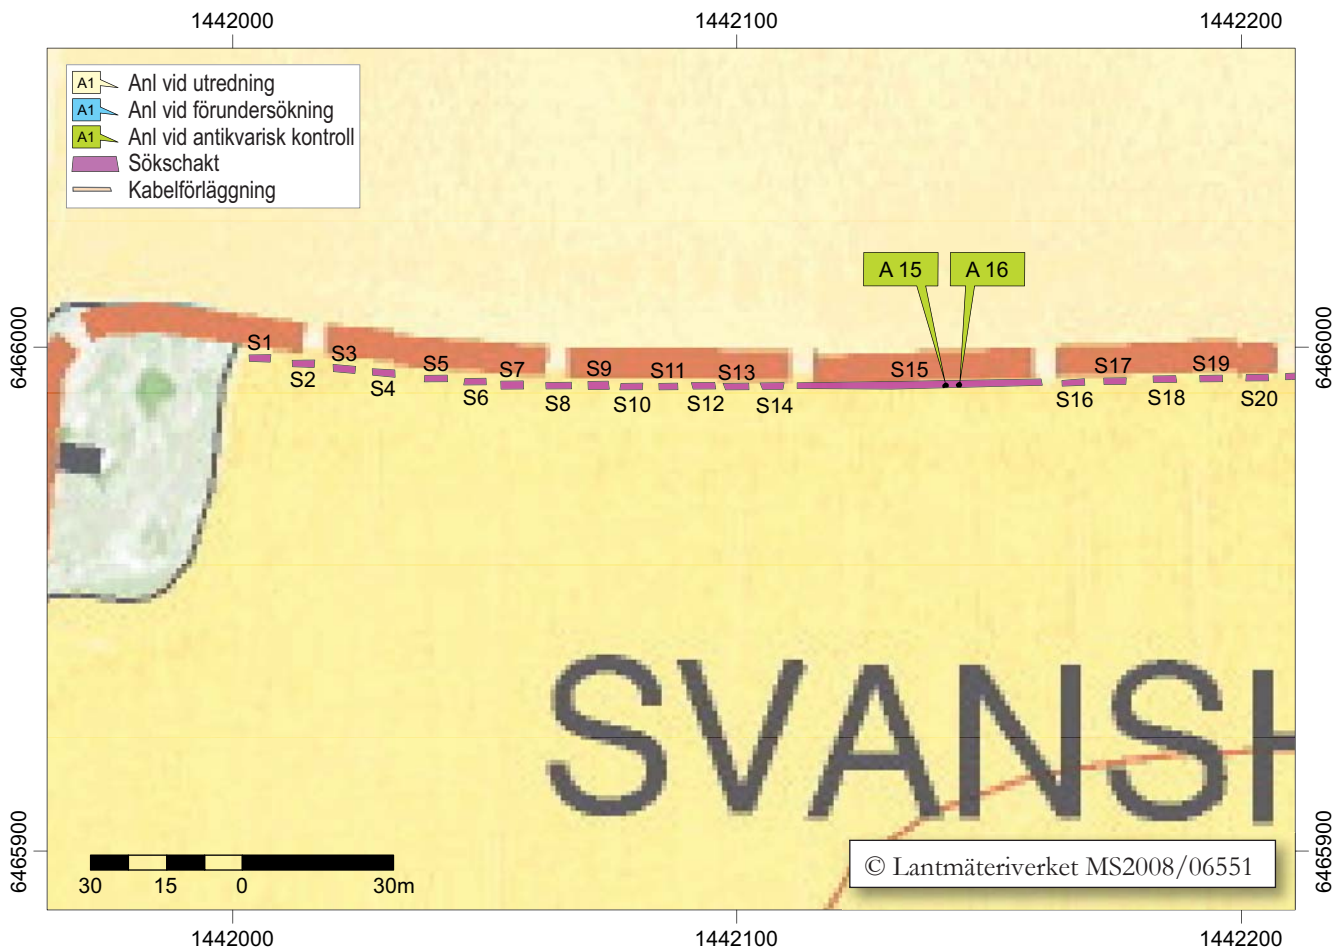 1442000 1442100 1442200
A1 Anl vid utredning
A1 Anl vid förundersökning
A1 Anl vid antikvarisk kontroll
Sökschakt
Kabelförläggning
A 15 A 16
6466000 6466000
S1 S3 S5 S7 S9 S11 S13 S15 S17 S19
S2 S4 S6 S8 S10 S12 S14 S16 S18 S20
SVANSH
6465900 6465900
30 15 0 30m
© Lantmäteriverket MS2008/06551
1442000 1442100 1442200